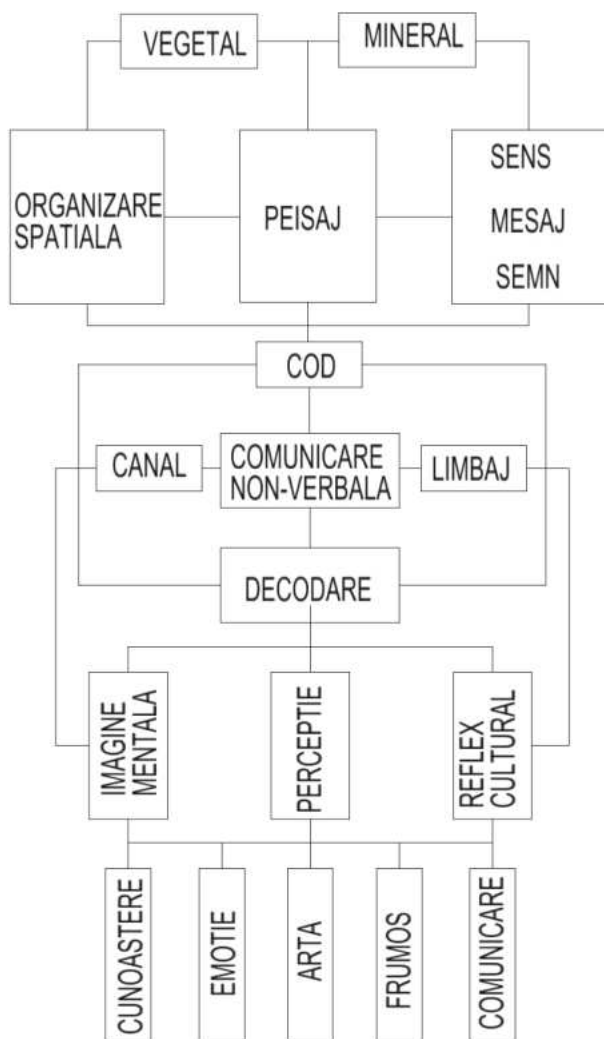 VEGETAL
MINERAL
ORGANIZARE
SPATIALA
PEISAJ
SENS
MESAJ
SEMN
COD
CANAL
COMUNICARE
NON-VERBALA
LIMBAJ
DECODARE
IMAGINE
MENTALA
PERCEPTIE
REFLEX
CULTURAL
CUNOASTERE
EMOTIE
ARTA
FRUMOS
COMUNICARE